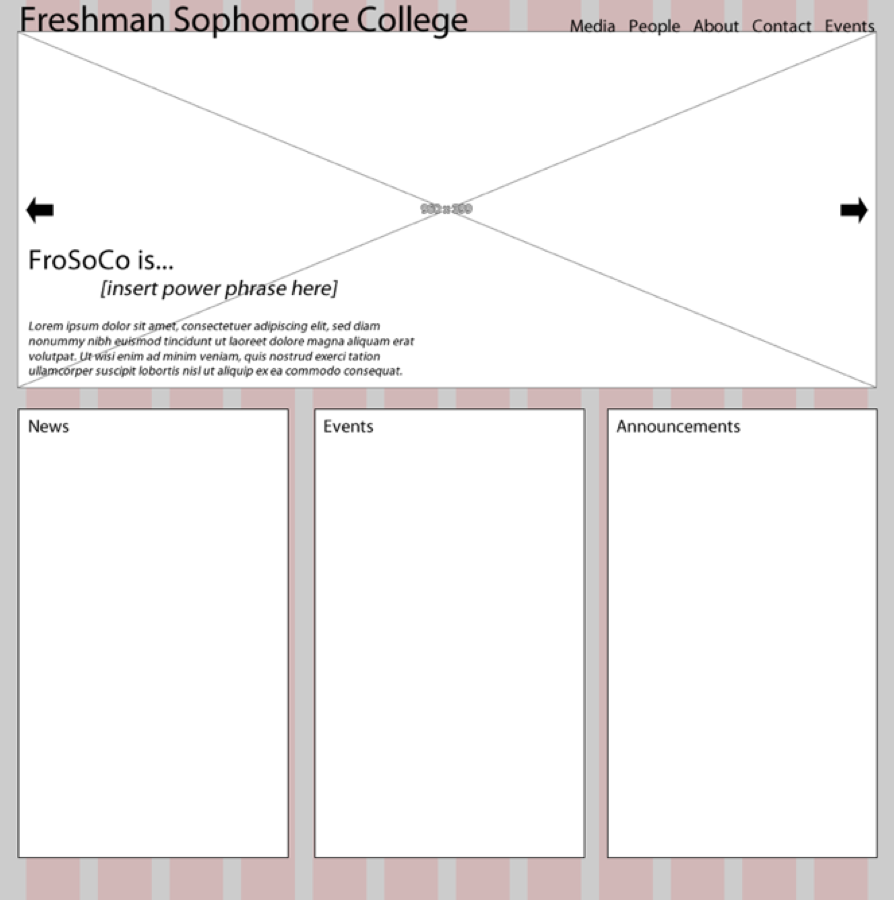 Freshman Sophomore College
Media People About Contact Events
FroSoCo is...
[insert power phrase here]
Lorem ipsum dolor sit amet, consectetuer adipiscing elit, sed diam
nonummy nibh euismod tincidunt ut laoreet dolore magna aliquam erat
volutpat. Ut wisi enim ad minim veniam, quis nostrud exerci tation
ullamcorper suscipit lobortis nisl ut aliquip ex ea commodo consequat.
News
Events
Announcements